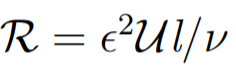 ℛ = ϵ²𝒰l/ν